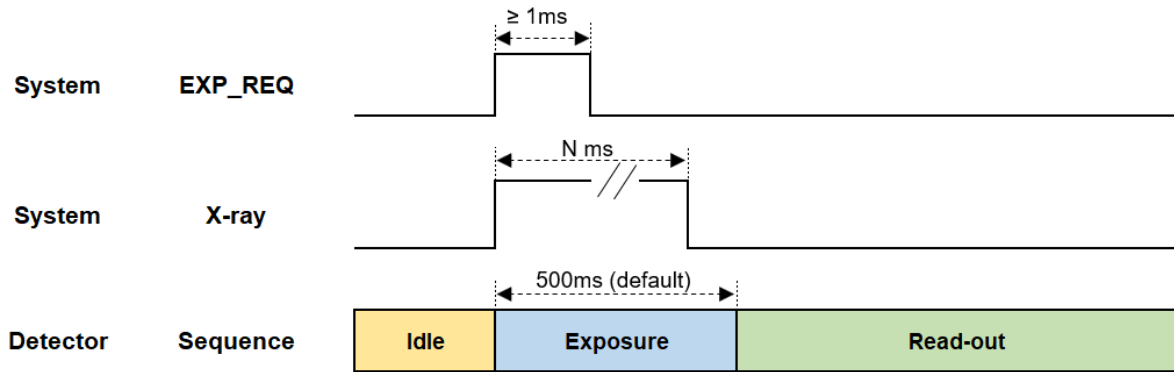 ≥ 1ms
System EXP_REQ
N ms
System X-ray
500ms (default)
Detector Sequence Idle Exposure Read-out